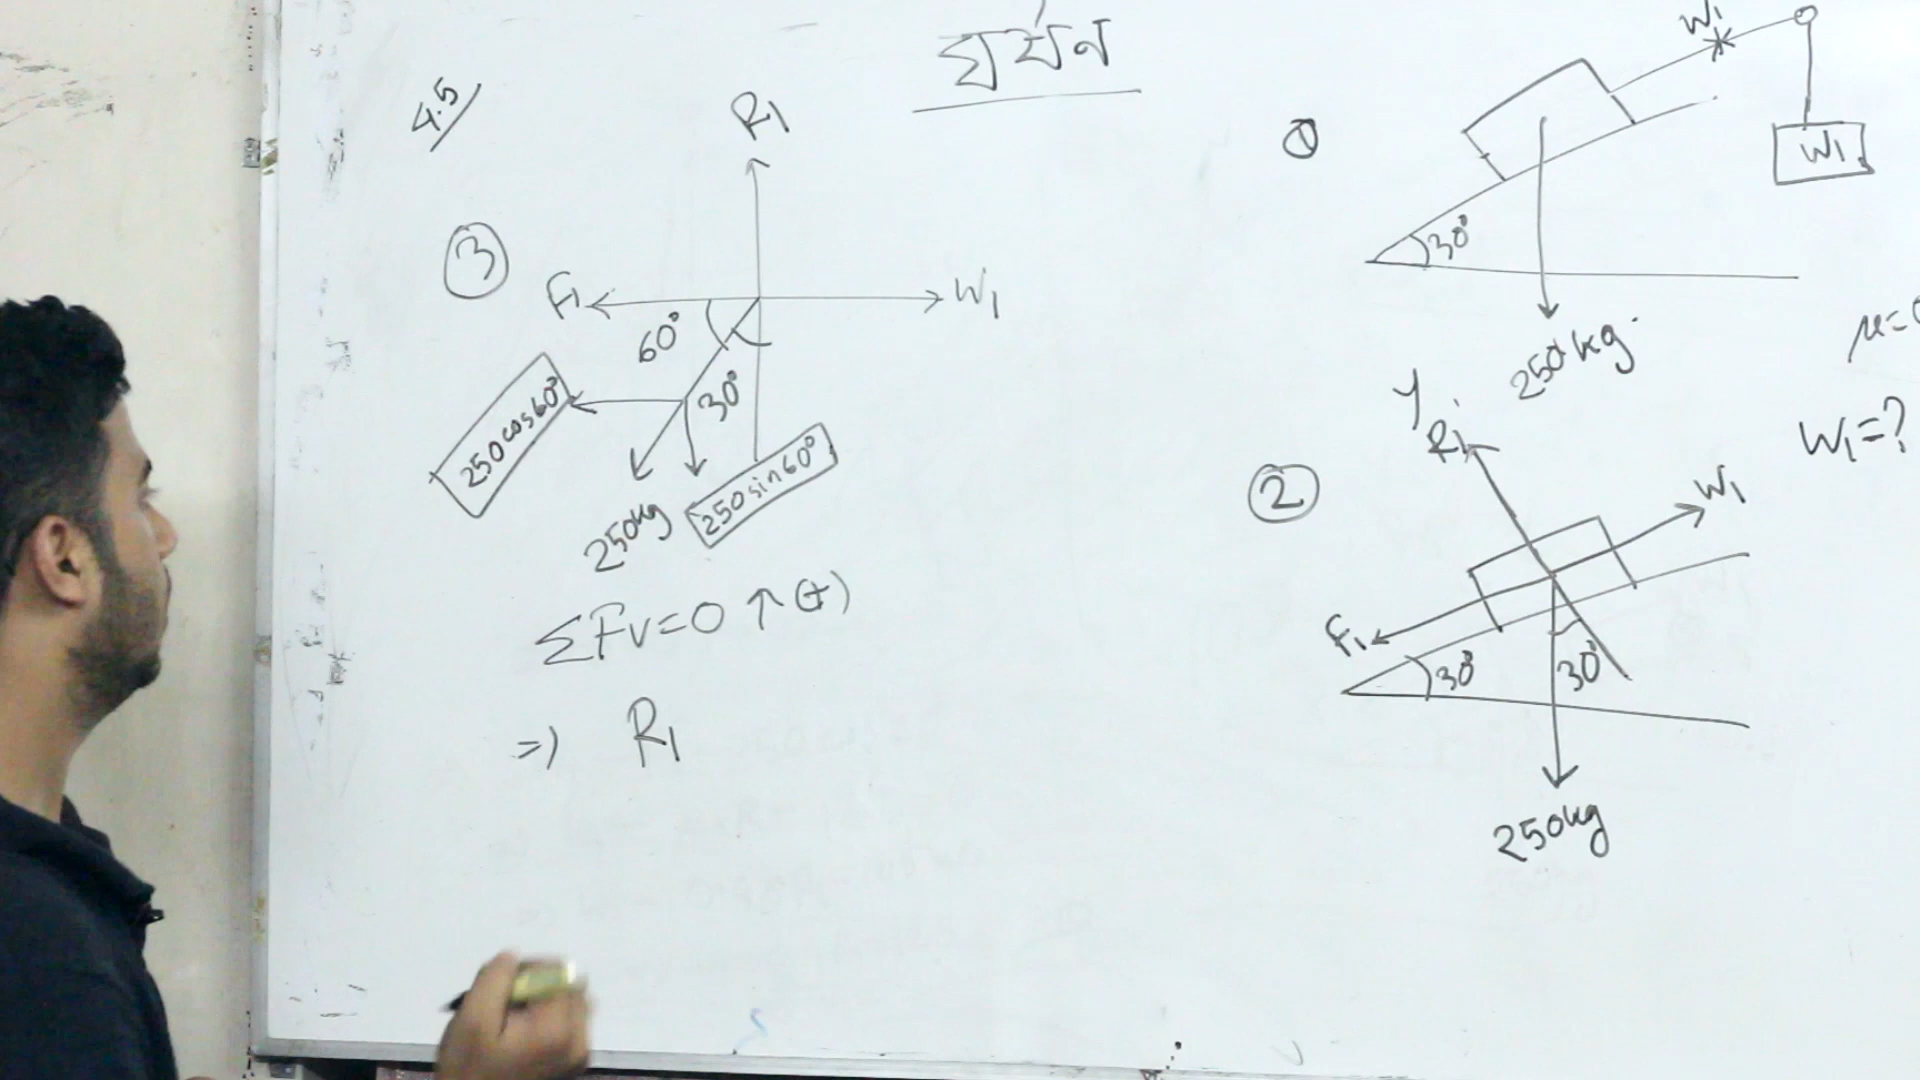 4.5
ঘর্ষণ
R1
③
F1
W1
60°
30°
250cos60°
250kg
250sin60°
ΣFv=0 ↑(+)
⇒ R1
①
W1
W1
30°
250kg
W1=?
②
y
R1
W1
F1
30°
30°
250kg